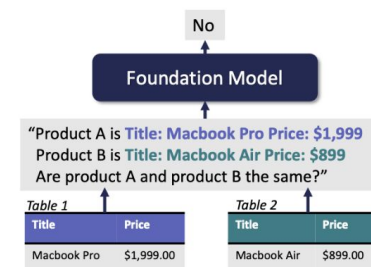 No
Foundation Model
“Product A is Title: Macbook Pro Price: $1,999
Product B is Title: Macbook Air Price: $899
Are product A and product B the same?”
Table 1
Title Price
Macbook Pro $1,999.00
Table 2
Title Price
Macbook Air $899.00